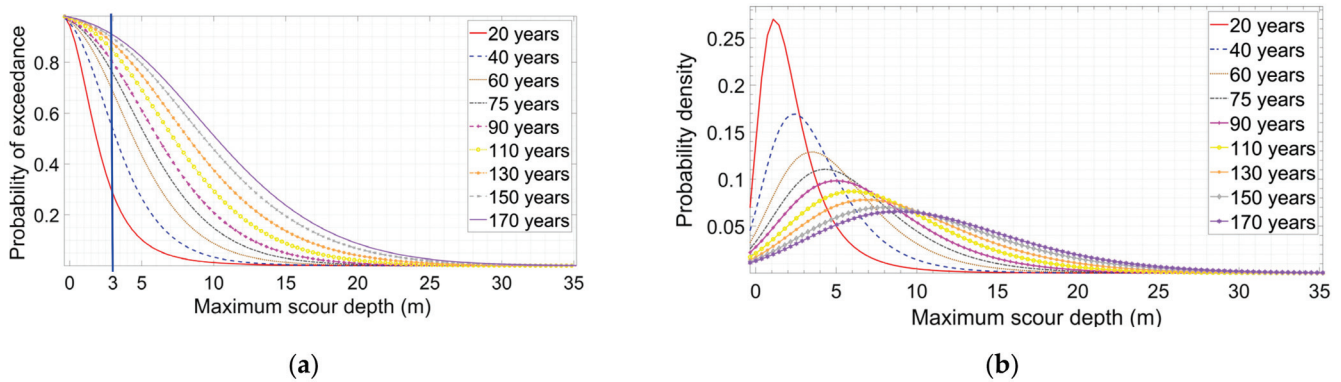 Probability of exceedance
0.8
0.6
0.4
0.2
0 3 5 10 15 20 25 30 35
Maximum scour depth (m)
20 years
40 years
60 years
75 years
90 years
110 years
130 years
150 years
170 years
(a)
Probability density
0.25
0.20
0.15
0.1
0.05
0 5 10 15 20 25 30 35
Maximum scour depth (m)
20 years
40 years
60 years
75 years
90 years
110 years
130 years
150 years
170 years
(b)